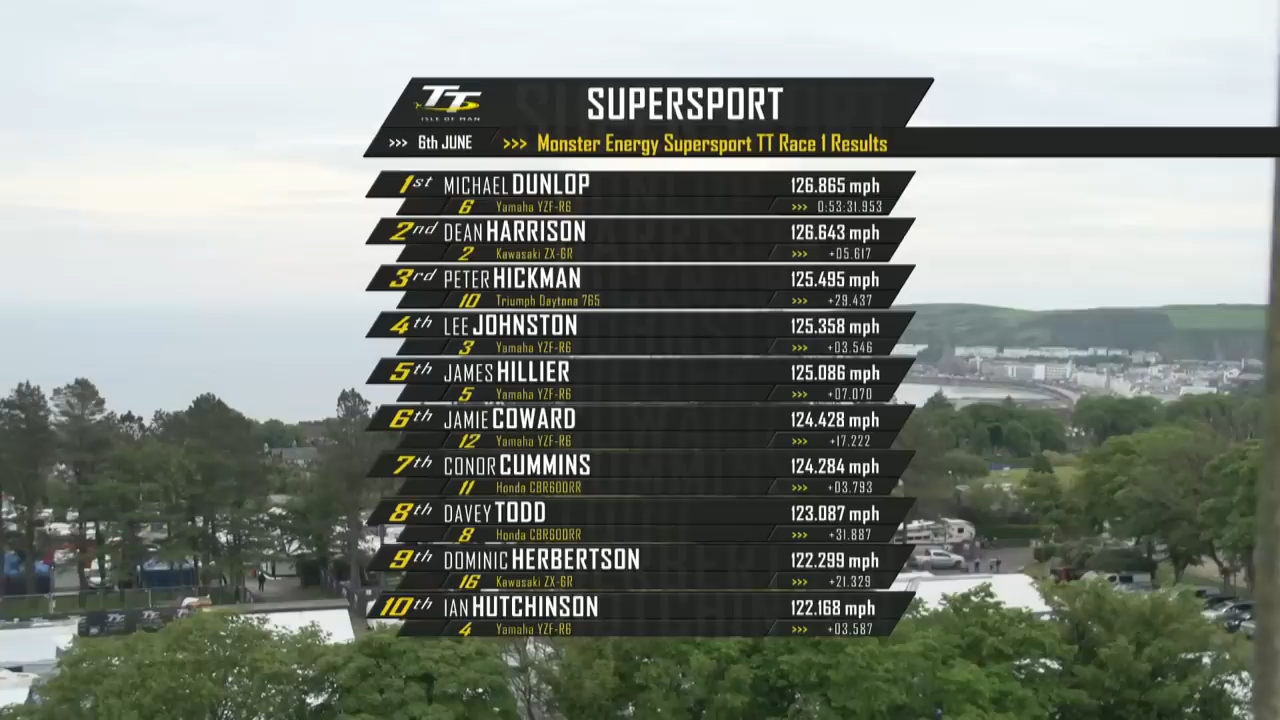 TT
ISLE OF MAN
SUPERSPORT
>>> 6th JUNE >>> Monster Energy Supersport TT Race 1 Results
1st MICHAEL DUNLOP 126.865 mph
6 Yamaha YZF-R6 >>> 0:53:31.953
2nd DEAN HARRISON 126.643 mph
2 Kawasaki ZX-6R >>> +05.617
3rd PETER HICKMAN 125.495 mph
10 Triumph Daytona 765 >>> +29.437
4th LEE JOHNSTON 125.358 mph
3 Yamaha YZF-R6 >>> +03.546
5th JAMES HILLIER 125.086 mph
5 Yamaha YZF-R6 >>> +07.070
6th JAMIE COWARD 124.428 mph
12 Yamaha YZF-R6 >>> +17.222
7th CONOR CUMMINS 124.284 mph
11 Honda CBR600RR >>> +03.793
8th DAVEY TODD 123.087 mph
8 Honda CBR600RR >>> +31.887
9th DOMINIC HERBERTSON 122.299 mph
16 Kawasaki ZX-6R >>> +21.329
10th IAN HUTCHINSON 122.168 mph
4 Yamaha YZF-R6 >>> +03.587